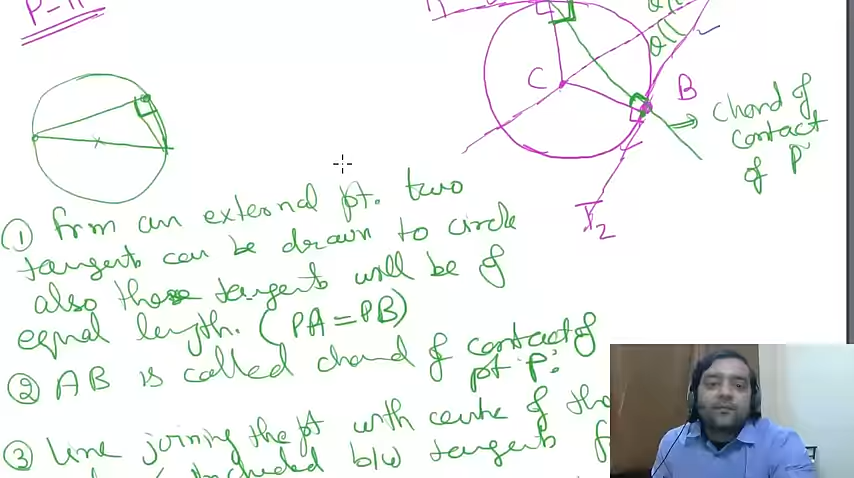 C
B
chord of
contact
of P
T2
① from an external pt. two
tangents can be drawn to circle
also those tangents will be of
equal length. (PA = PB)
② AB is called chord of contact of
pt 'P'.
③ Line joining the pt with centre of the
included b/w tangents